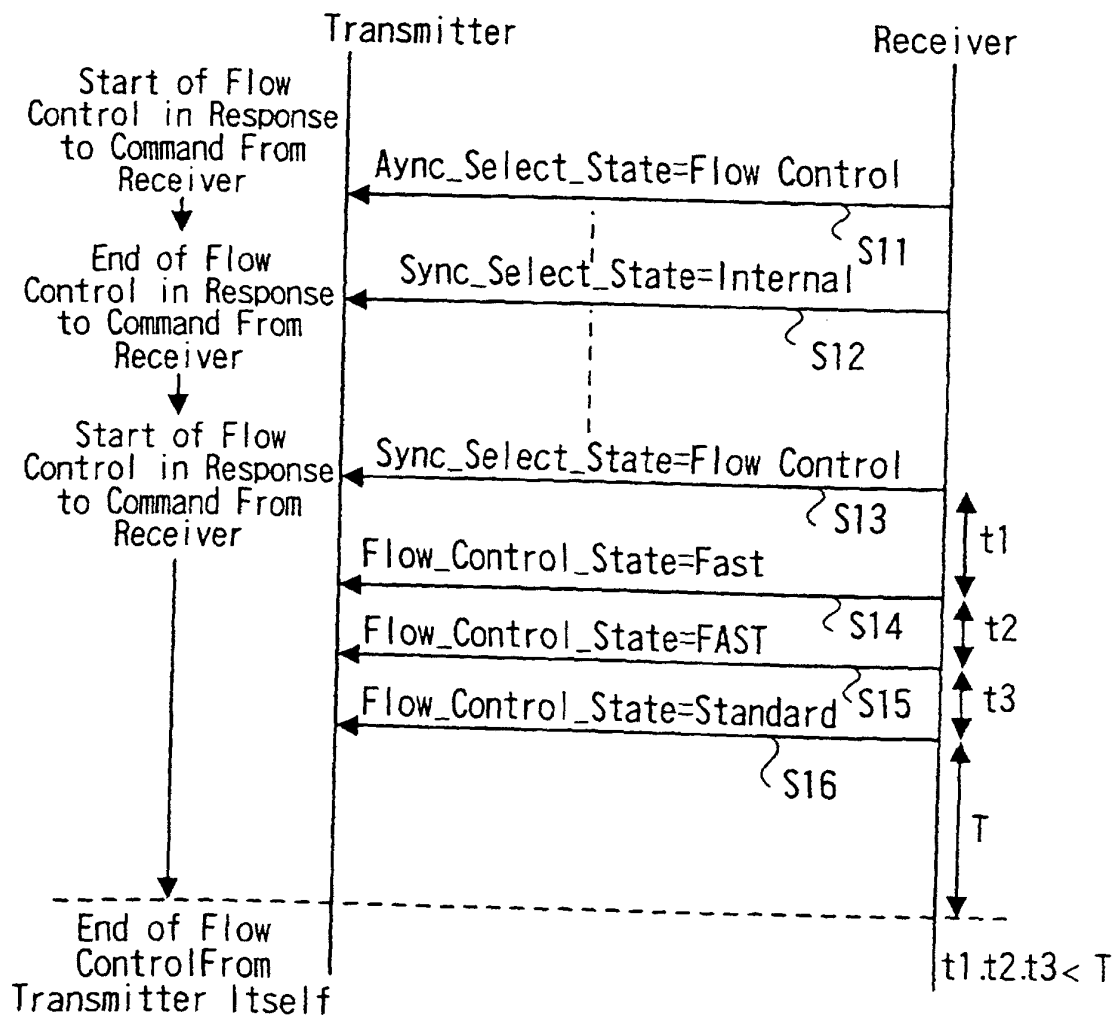 Transmitter
Receiver
Start of Flow
Control in Response
to Command From
Receiver
Aync_Select_State=Flow Control
S11
End of Flow
Control in Response
to Command From
Receiver
Sync_Select_State=Internal
S12
Start of Flow
Control in Response
to Command From
Receiver
Sync_Select_State=Flow Control
S13
t1
Flow_Control_State=Fast
S14
t2
Flow_Control_State=FAST
S15
t3
Flow_Control_State=Standard
S16
T
End of Flow
ControlFrom
Transmitter Itself
t1.t2.t3< T